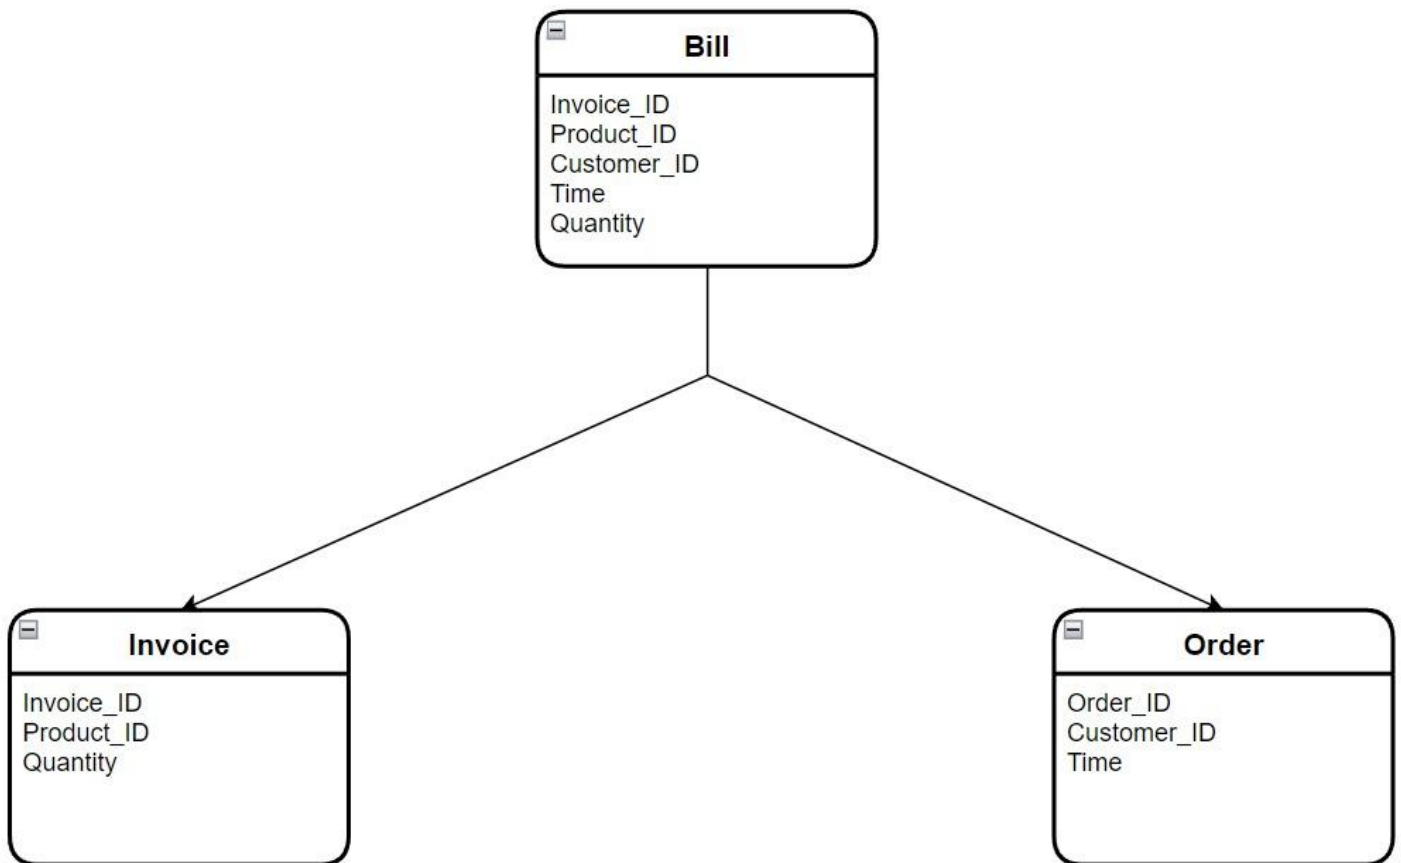 Bill
Invoice_ID
Product_ID
Customer_ID
Time
Quantity
Invoice
Invoice_ID
Product_ID
Quantity
Order
Order_ID
Customer_ID
Time